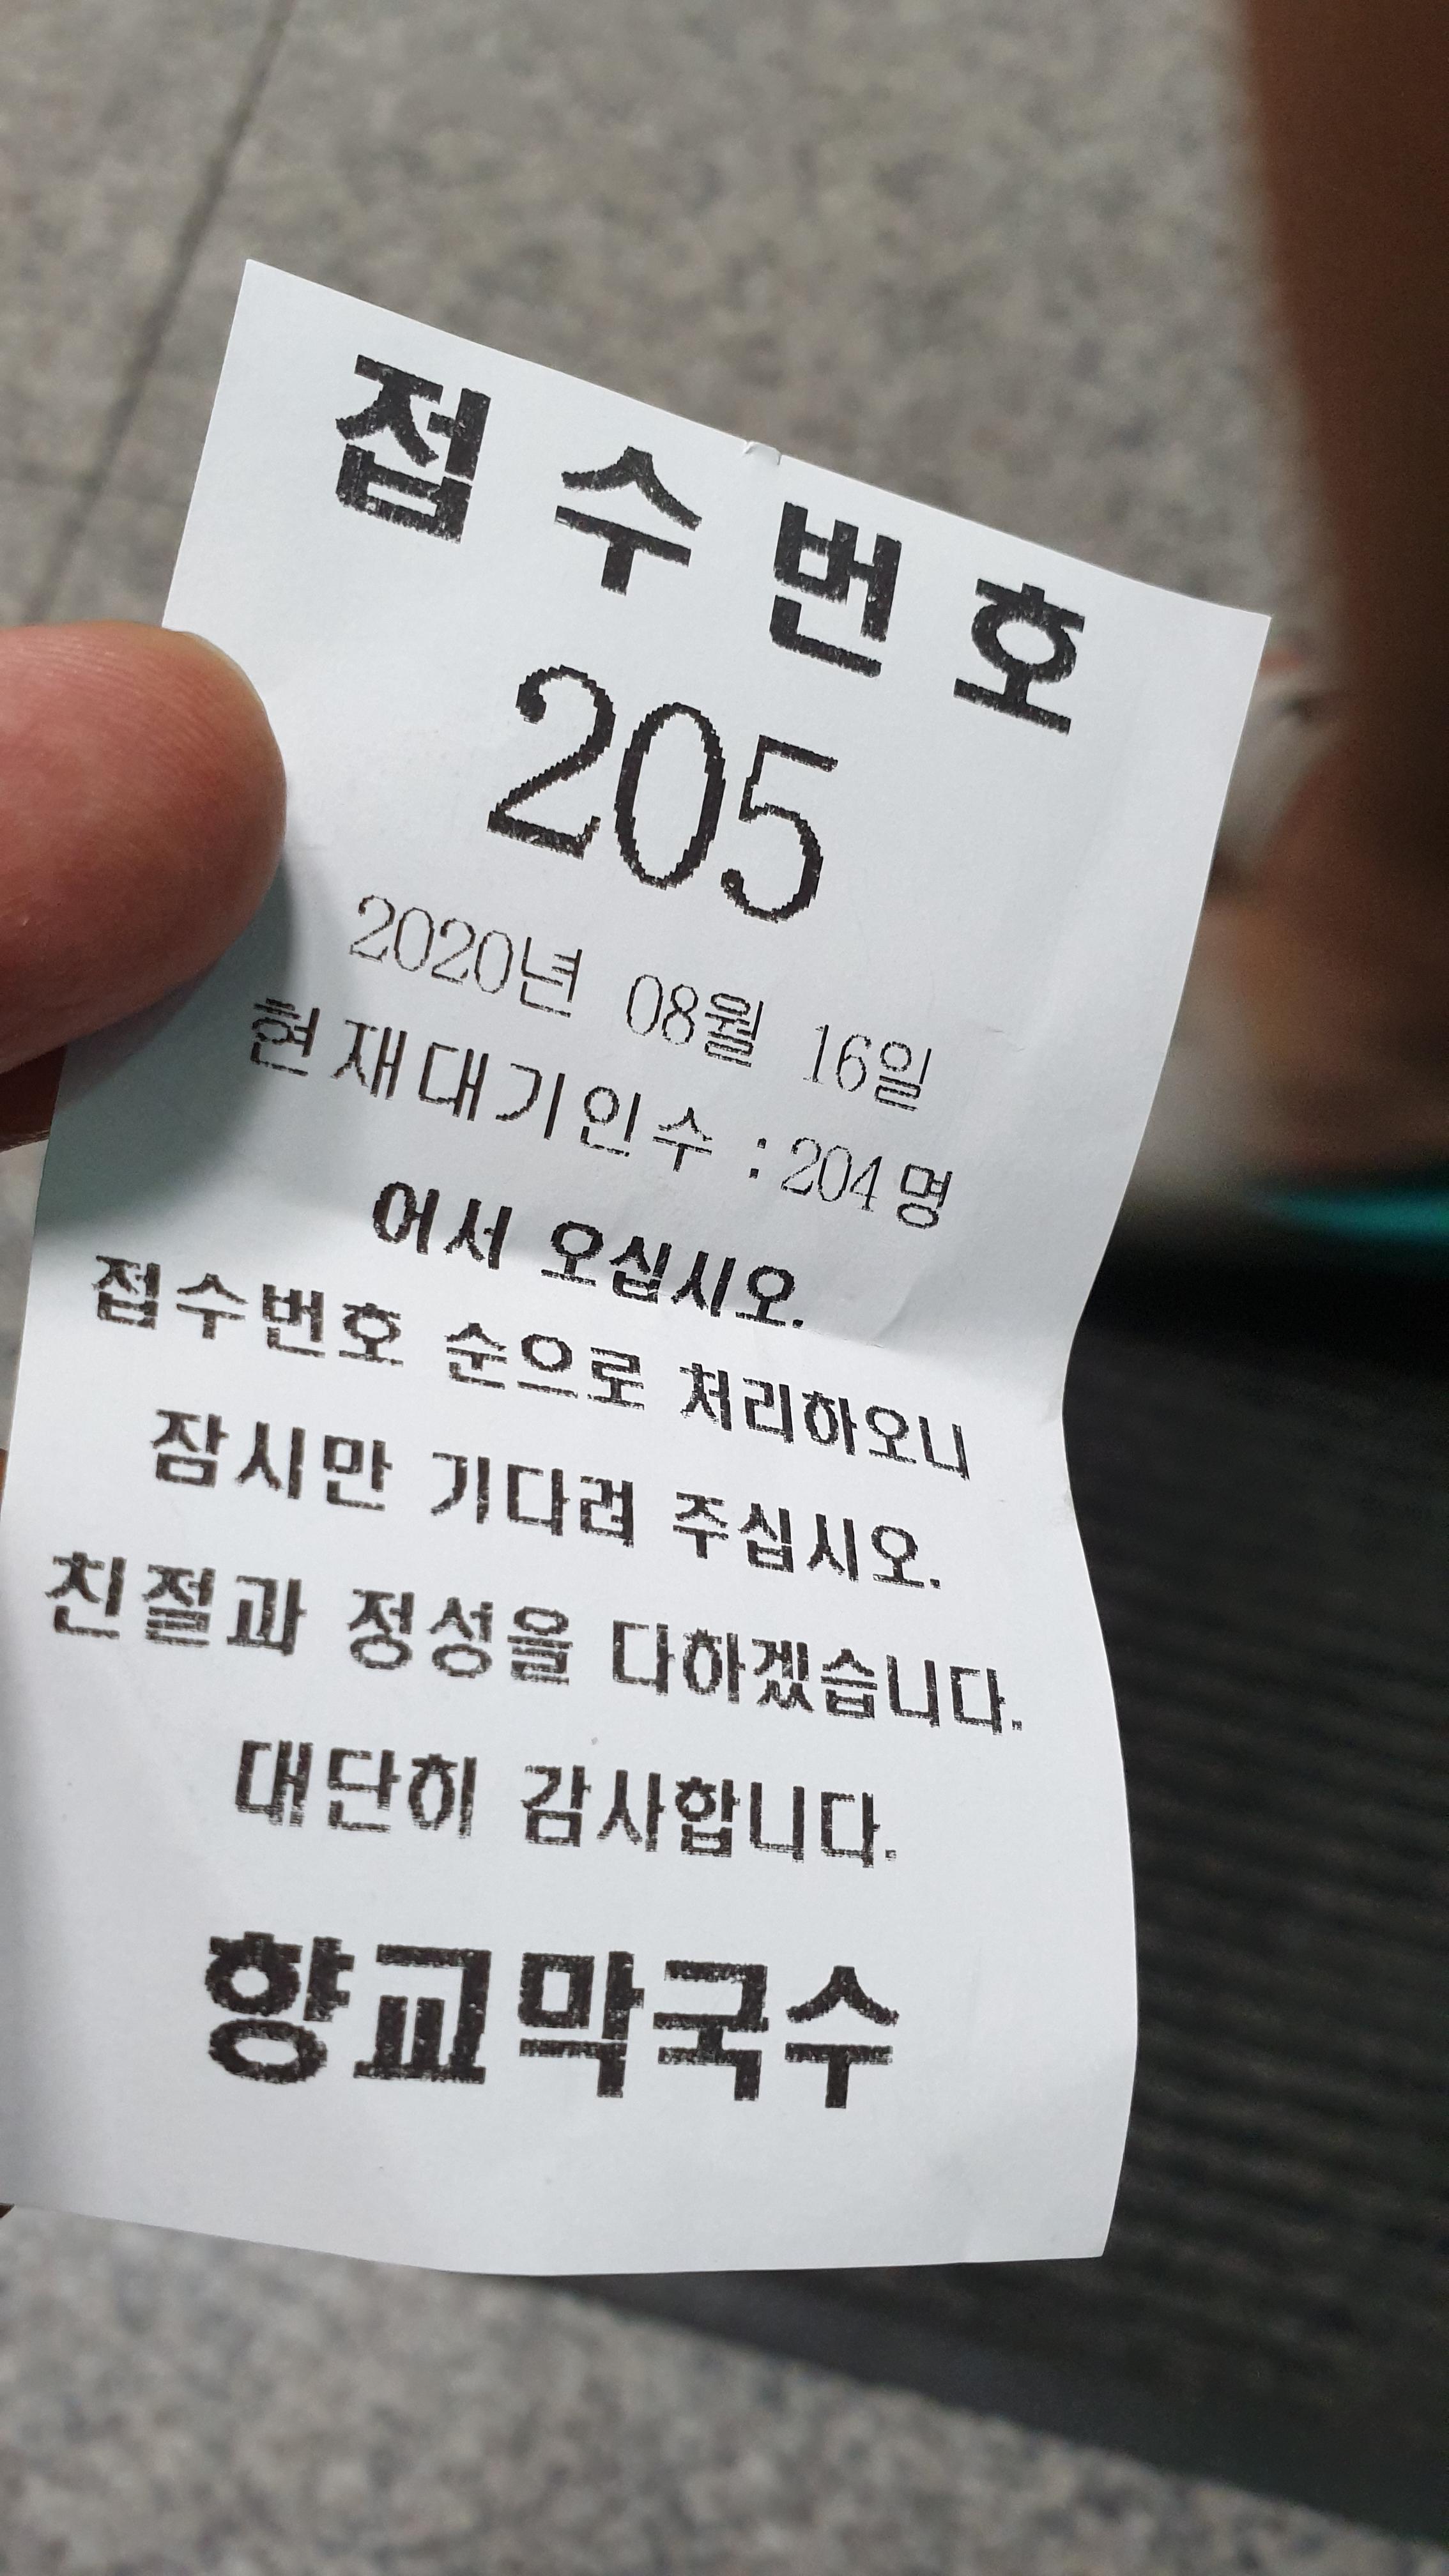 접수번호
205
2020년 08월 16일
현재대기인수 : 204명
어서 오십시오.
접수번호 순으로 처리하오니
잠시만 기다려 주십시오.
친절과 정성을 다하겠습니다.
대단히 감사합니다.
향교막국수